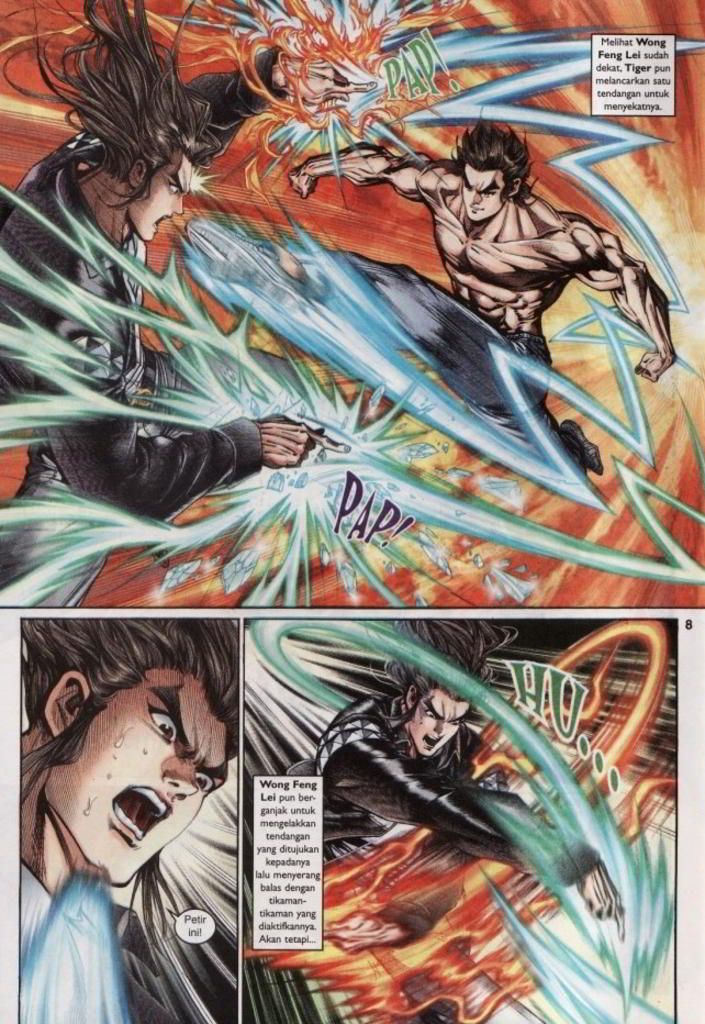 PAP!
Melihat Wong
Feng Lei sudah
dekat, Tiger pun
melancarkan satu
tendangan untuk
menyekatnya.
PAP!
8
Petir
ini!
HU...
Wong Feng
Lei pun ber-
ganjak untuk
mengelakkan
tendangan
yang ditujukan
kepadanya
lalu menyerang
balas dengan
tikaman-
tikaman yang
diaktifkannya.
Akan tetapi...